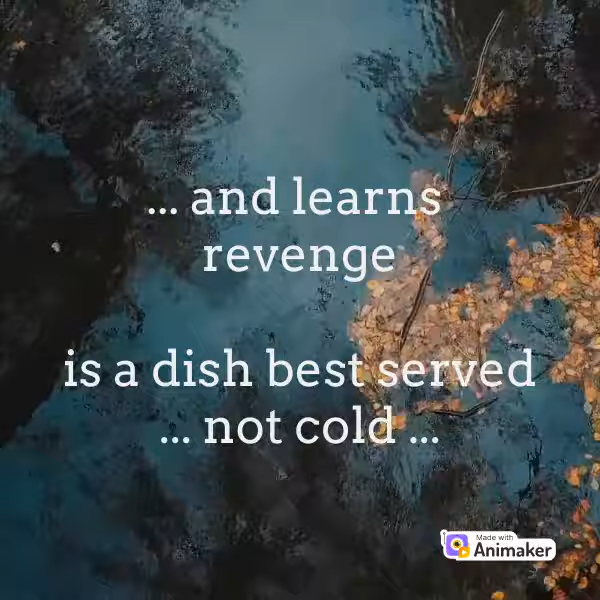 ... and learns
revenge
is a dish best served
... not cold ...
Made with
Animaker